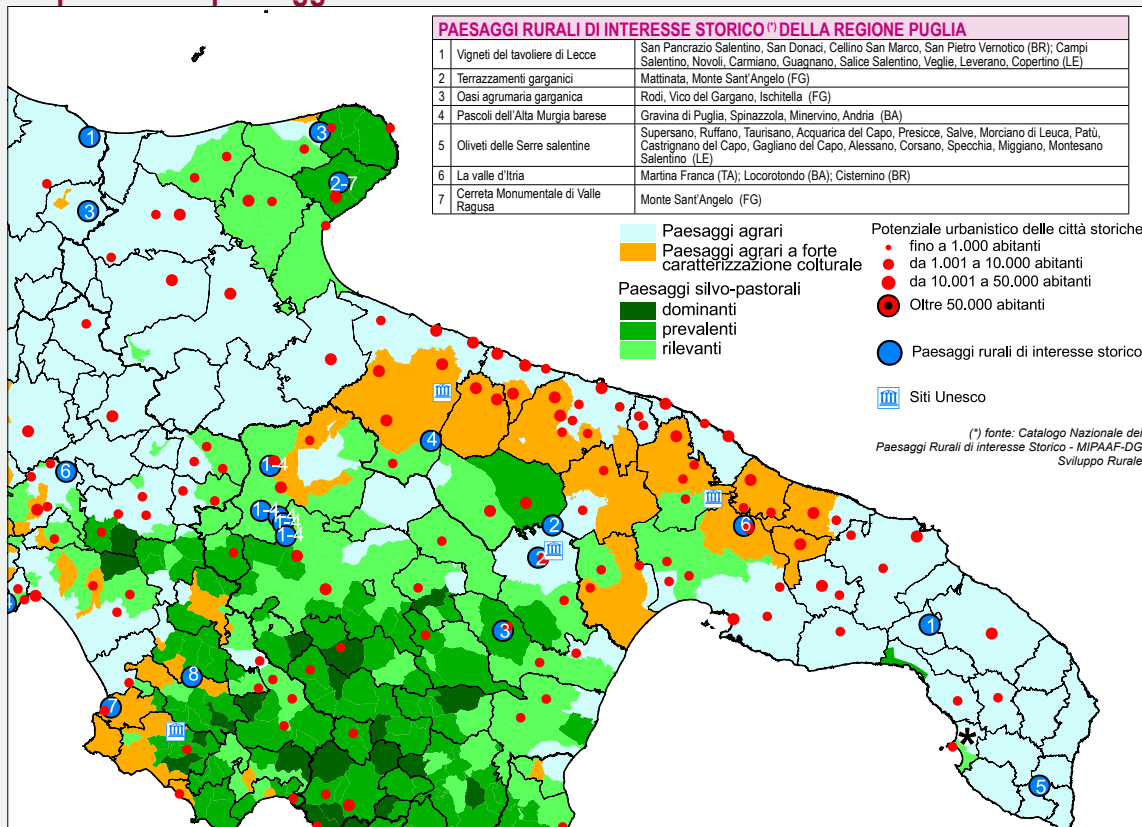 PAESAGGI RURALI DI INTERESSE STORICO (*) DELLA REGIONE PUGLIA
1 Vigneti del tavoliere di Lecce San Pancrazio Salentino, San Donaci, Cellino San Marco, San Pietro Vernotico (BR); Campi
Salentino, Novoli, Carmiano, Guagnano, Salice Salentino, Veglie, Leverano, Copertino (LE)
2 Terrazzamenti garganici Mattinata, Monte Sant'Angelo (FG)
3 Oasi agrumaria garganica Rodi, Vico del Gargano, Ischitella (FG)
4 Pascoli dell'Alta Murgia barese Gravina di Puglia, Spinazzola, Minervino, Andria (BA)
5 Oliveti delle Serre salentine Supersano, Ruffano, Taurisano, Acquarica del Capo, Presicce, Salve, Morciano di Leuca, Patù,
Castrignano del Capo, Gagliano del Capo, Alessano, Corsano, Specchia, Miggiano, Montesano
Salentino (LE)
6 La valle d'Itria Martina Franca (TA); Locorotondo (BA); Cisternino (BR)
7 Cerreta Monumentale di Valle
Ragusa Monte Sant'Angelo (FG)
Paesaggi agrari
Paesaggi agrari a forte
caratterizzazione colturale
Paesaggi silvo-pastorali
dominanti
prevalenti
rilevanti
Potenziale urbanistico delle città storiche
fino a 1.000 abitanti
da 1.001 a 10.000 abitanti
da 10.001 a 50.000 abitanti
Oltre 50.000 abitanti
Paesaggi rurali di interesse storico
Siti Unesco
(*) fonte: Catalogo Nazionale dei
Paesaggi Rurali di interesse Storico - MIPAAF-DG
Sviluppo Rurale
1
3
2-7
3
4
6
1-4
1-4
1-4
1-4
2
6
2
3
1
8
7
*
5